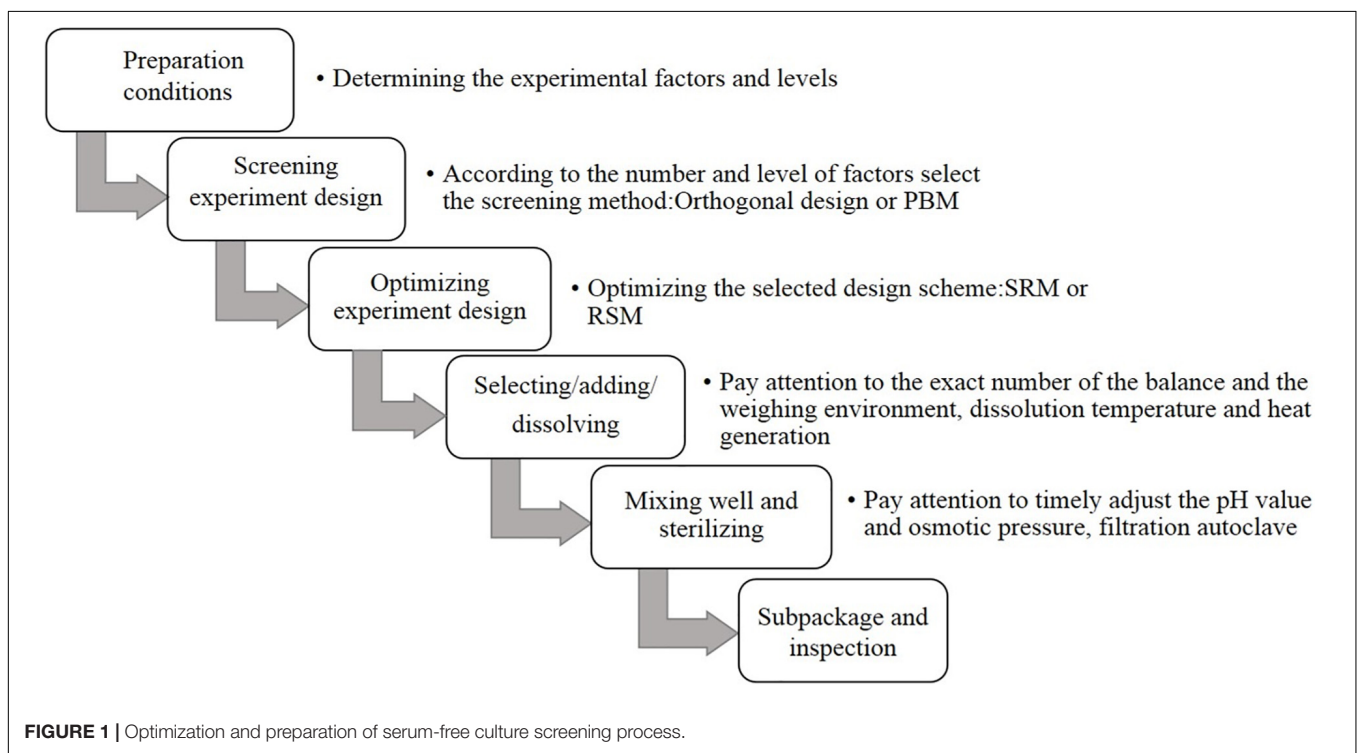 Preparation
conditions
• Determining the experimental factors and levels
Screening
experiment design
• According to the number and level of factors select
the screening method:Orthogonal design or PBM
Optimizing
experiment design
• Optimizing the selected design scheme:SRM or
RSM
Selecting/adding/
dissolving
• Pay attention to the exact number of the balance and the
weighing environment, dissolution temperature and heat
generation
Mixing well and
sterilizing
• Pay attention to timely adjust the pH value
and osmotic pressure, filtration autoclave
Subpackage and
inspection
FIGURE 1 | Optimization and preparation of serum-free culture screening process.